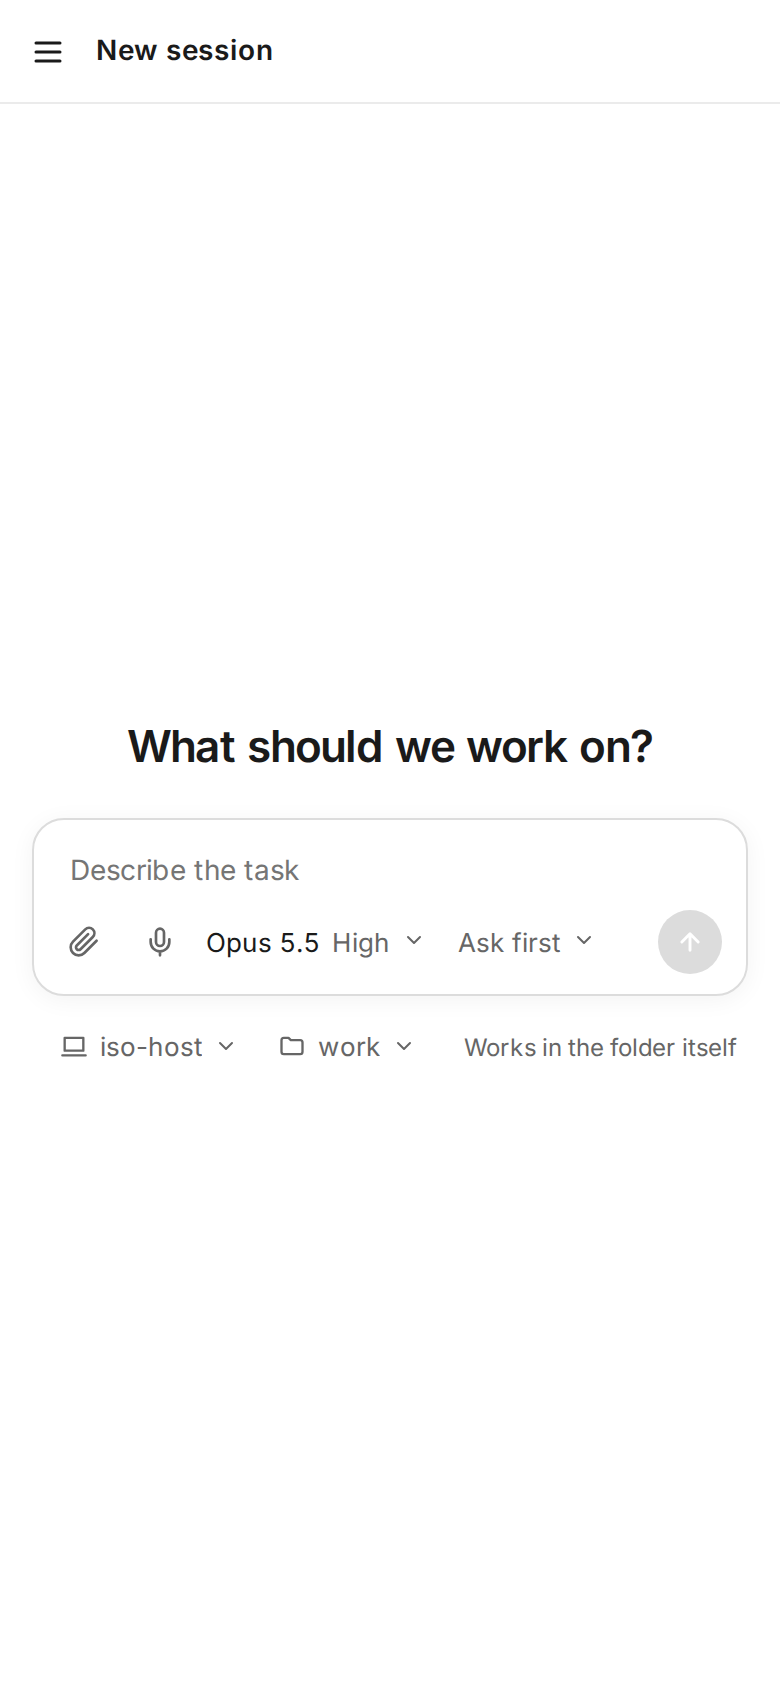 New session
What should we work on?
Describe the task
Opus 5.5 High Ask first
iso-host work Works in the folder itself